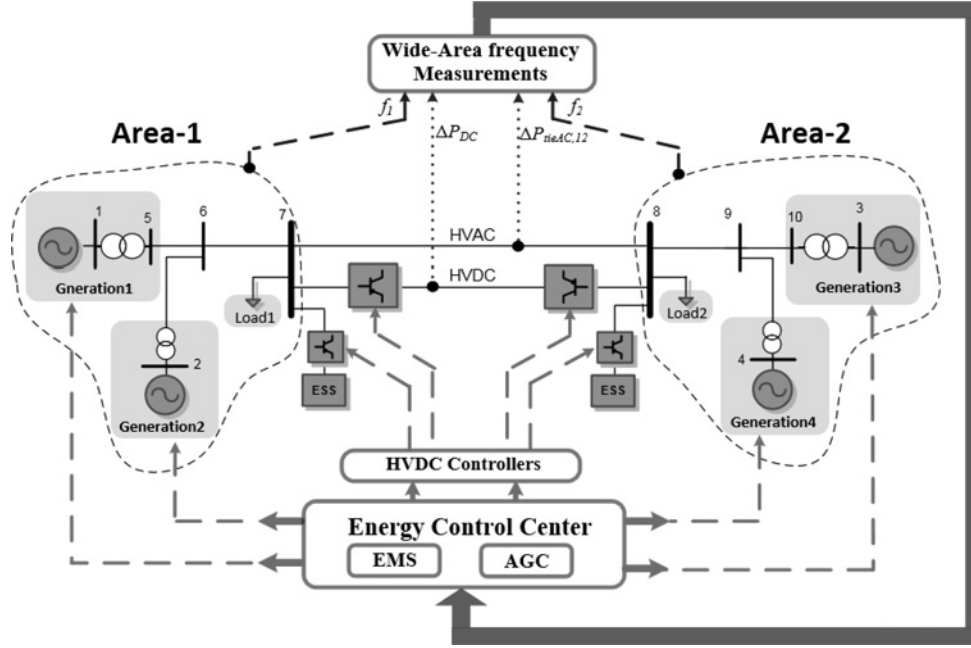 Wide-Area frequency
Measurements
f1
f2
ΔPDC
ΔPtieAC,12
Area-1
Area-2
1
5
6
7
8
9
10
3
HVAC
HVDC
Gneration1
Generation3
Load1
Load2
2
4
ESS
ESS
Generation2
Generation4
HVDC Controllers
Energy Control Center
EMS
AGC